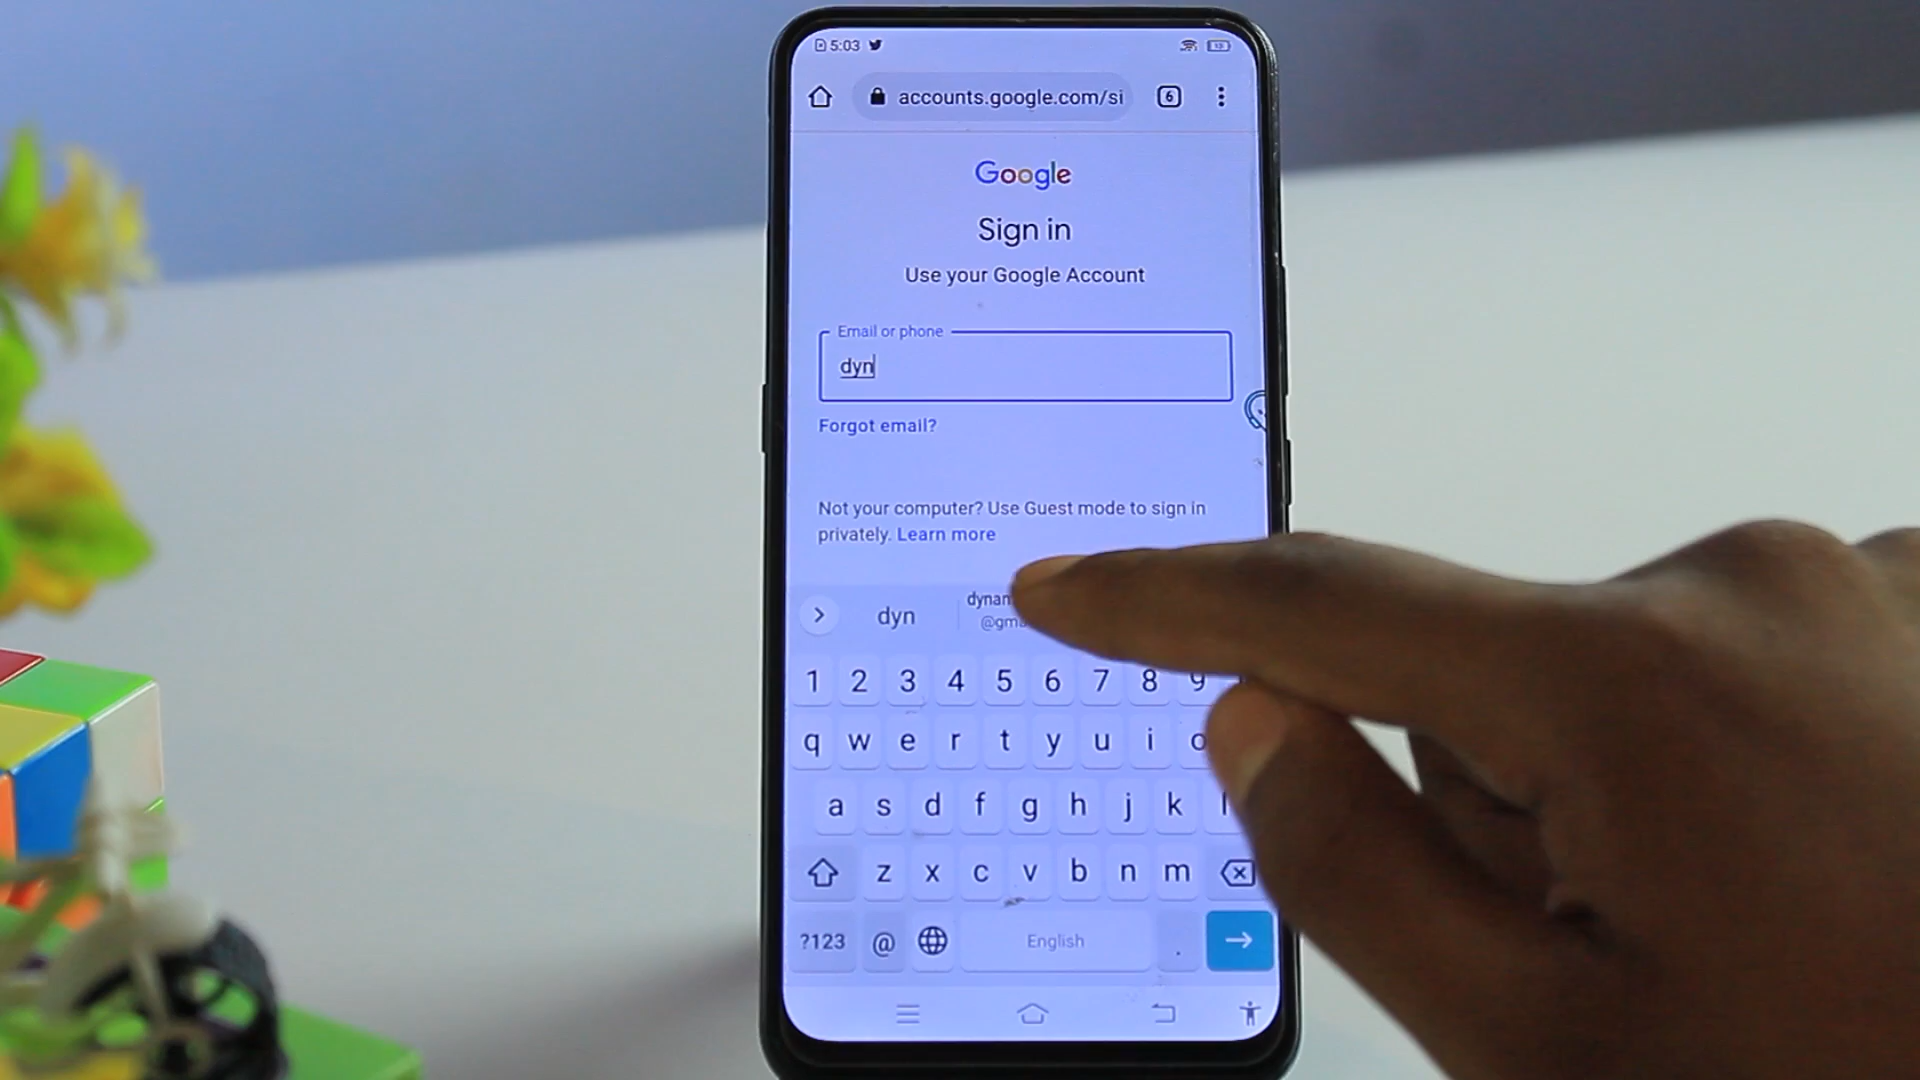 5:03
accounts.google.com/si
6
Google
Sign in
Use your Google Account
Email or phone
dyn
Forgot email?
Not your computer? Use Guest mode to sign in
privately. Learn more
dyn
1 2 3 4 5 6 7 8 9
q w e r t y u i o
a s d f g h j k l
z x c v b n m
?123 @ English .